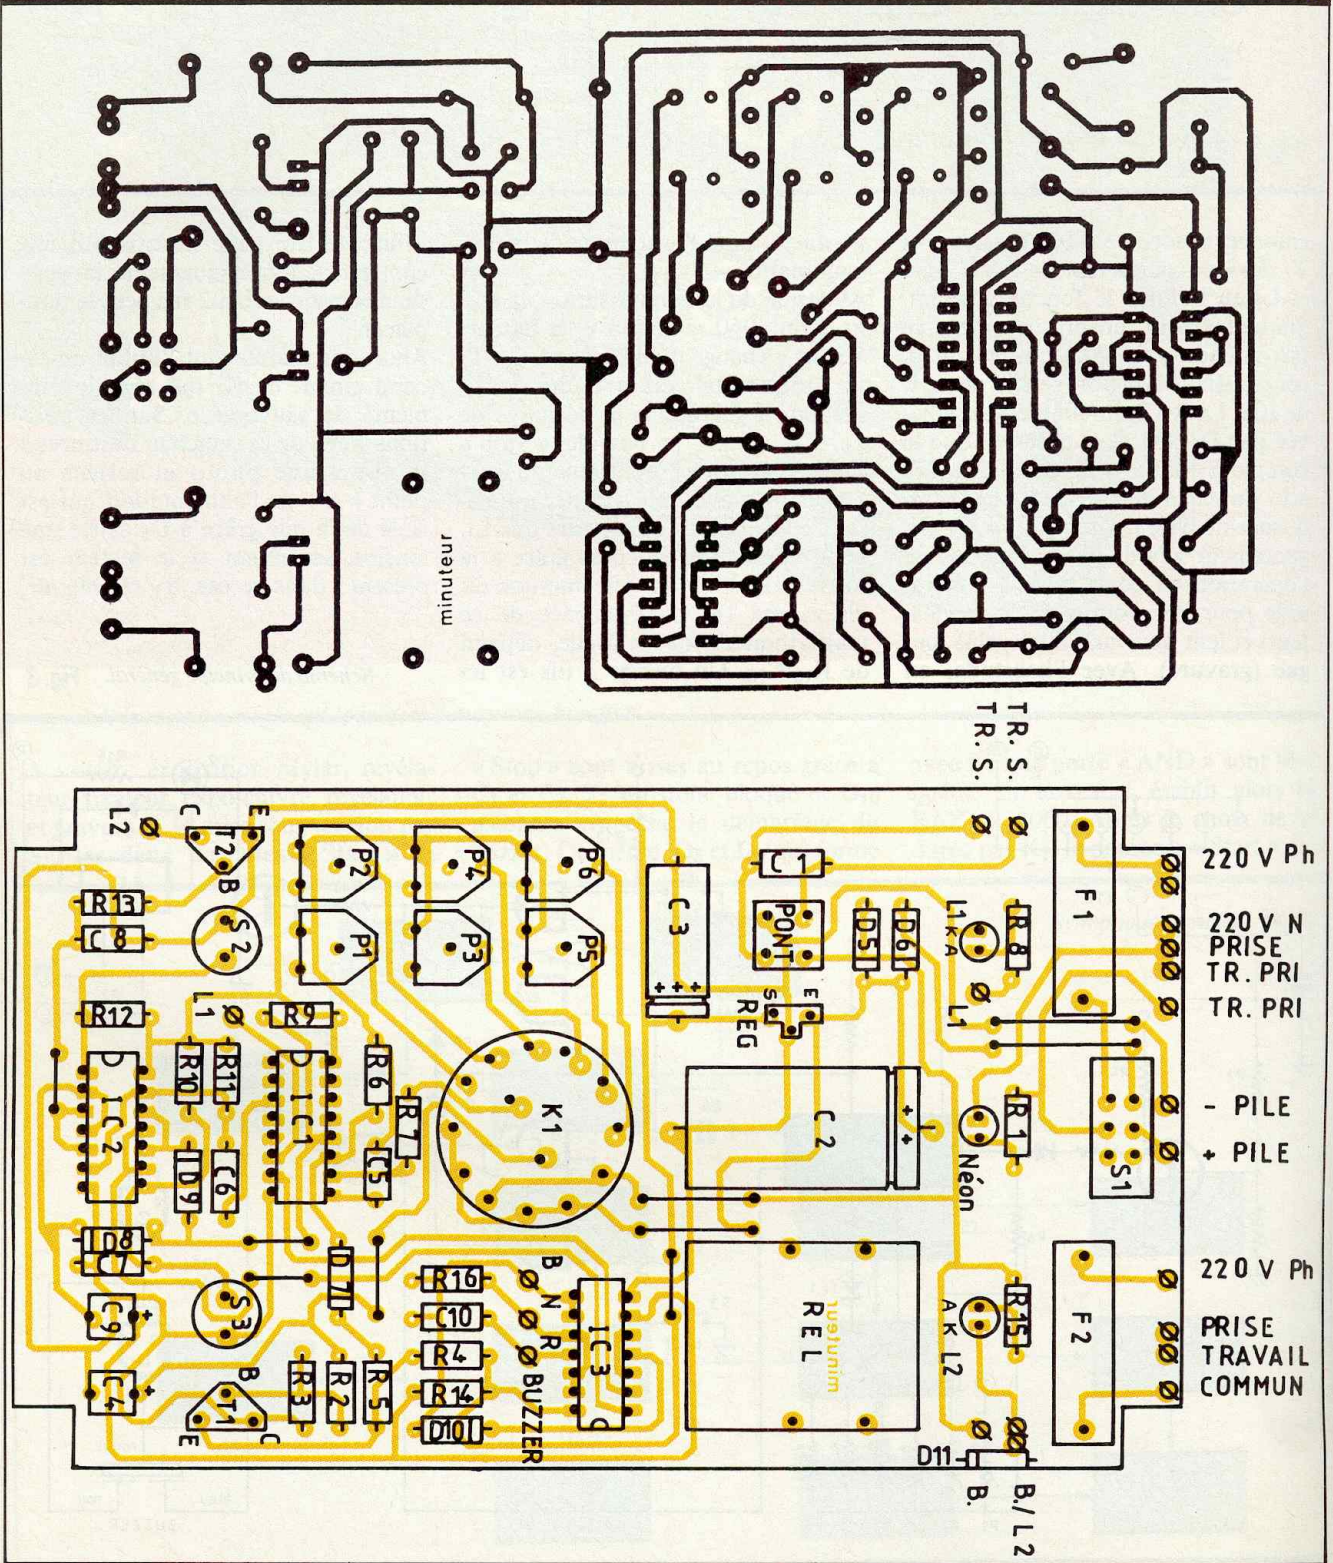 minuteur
TR. S.
TR. S.
L2
C
T2
E
B
P2
P4
P6
C1
220 V Ph
R13
C8
S2
P1
P3
P5
C3
+ + +
PONT
D5
D6
L1
K A
R8
F1
220 V N
PRISE
TR. PRI
TR. PRI
R12
L1
R9
S
E
REG
L1
IC2
R10
R11
IC1
R6
R7
K1
C2
+ +
R1
Néon
S1
- PILE
+ PILE
D9
C6
C5
D8
C7
D7
R16
B
N
R
BUZZER
C10
R4
R14
D10
IC3
REL
minuteur
A K L2
R15
F2
220 V Ph
PRISE
TRAVAIL
COMMUN
C9
+
S3
C4
+
B
T1
E
C
R3
R2
R5
D11
B.
B./L2